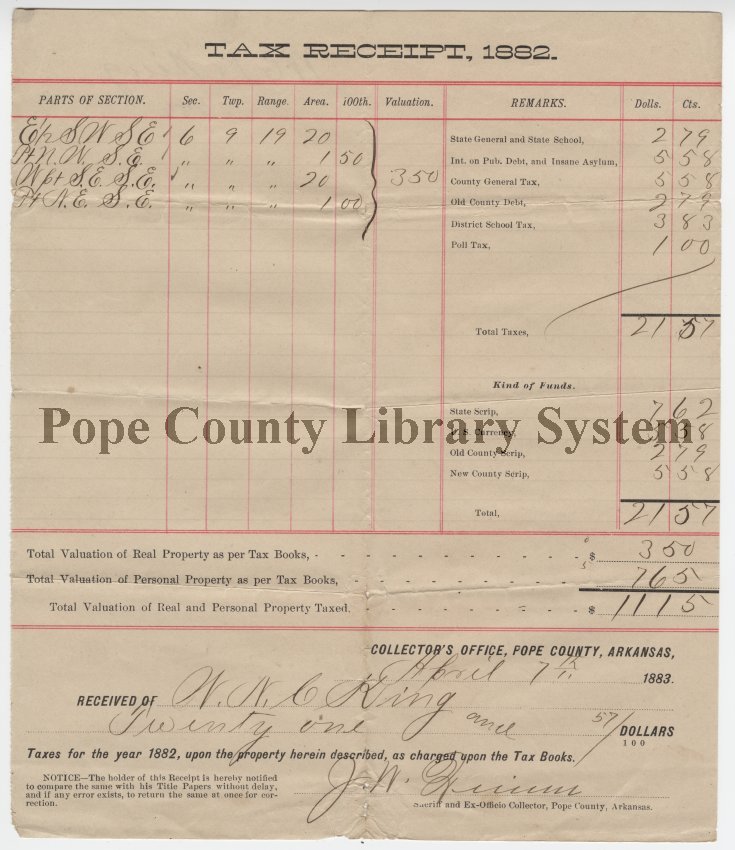 TAX RECEIPT, 1882.
PARTS OF SECTION. Sec. Twp. Range. Area. 100th. Valuation. REMARKS. Dolls. Cts.
S W S E 6 9 19 20 State General and State School, 2 79
Pt N. W. S. E. „ „ „ 1 50 Int. on Pub. Debt, and Insane Asylum, 5 58
W pt S. E. S. E. „ „ „ 20 350 County General Tax, 5 58
Pt N. E. S. E. „ „ „ 1 00 Old County Debt, 2 79
District School Tax, 3 83
Poll Tax, 1 00
Total Taxes, 21 57
Kind of Funds.
State Scrip, 7 62
Pope County Library System
U. S. Currency, 5 58
Old County Scrip, 2 79
New County Scrip, 5 58
Total, 21 57
Total Valuation of Real Property as per Tax Books, - - - - - - - - - $ 350
Total Valuation of Personal Property as per Tax Books, - - - - - - - - 765
Total Valuation of Real and Personal Property Taxed. - - - - - - - - $ 1115
COLLECTOR'S OFFICE, POPE COUNTY, ARKANSAS,
April 7th 1883.
RECEIVED OF W. N. C King
Twenty one and 57/100 DOLLARS
Taxes for the year 1882, upon the property herein described, as charged upon the Tax Books.
NOTICE—The holder of this Receipt is hereby notified
to compare the same with his Title Papers without delay,
and if any error exists, to return the same at once for cor-
rection.
J. W. Quinn
Sheriff and Ex-Officio Collector, Pope County, Arkansas.